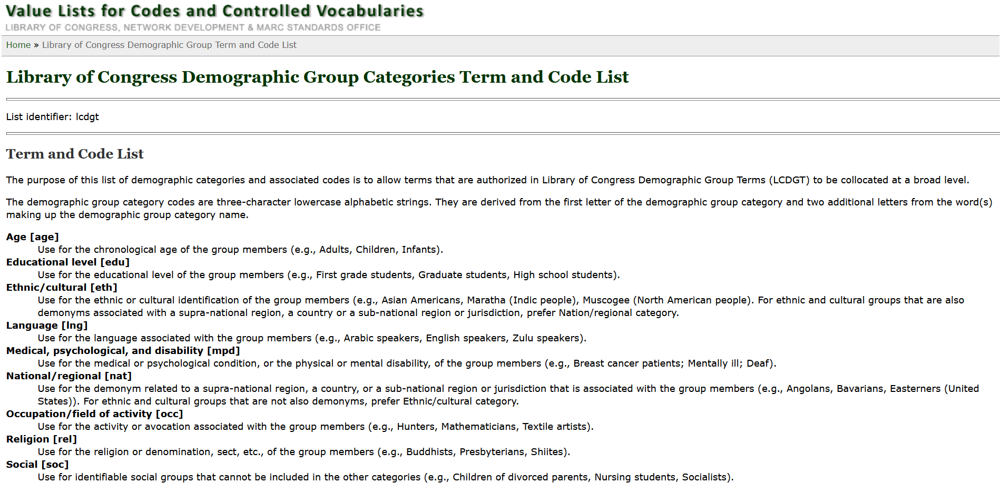 Value Lists for Codes and Controlled Vocabularies
LIBRARY OF CONGRESS, NETWORK DEVELOPMENT & MARC STANDARDS OFFICE
Home » Library of Congress Demographic Group Term and Code List
Library of Congress Demographic Group Categories Term and Code List
List identifier: lcdgt
Term and Code List
The purpose of this list of demographic categories and associated codes is to allow terms that are authorized in Library of Congress Demographic Group Terms (LCDGT) to be collocated at a broad level.
The demographic group category codes are three-character lowercase alphabetic strings. They are derived from the first letter of the demographic group category and two additional letters from the word(s)
making up the demographic group category name.
Age [age]
Use for the chronological age of the group members (e.g., Adults, Children, Infants).
Educational level [edu]
Use for the educational level of the group members (e.g., First grade students, Graduate students, High school students).
Ethnic/cultural [eth]
Use for the ethnic or cultural identification of the group members (e.g., Asian Americans, Maratha (Indic people), Muscogee (North American people). For ethnic and cultural groups that are also
demonyms associated with a supra-national region, a country or a sub-national region or jurisdiction, prefer Nation/regional category.
Language [lng]
Use for the language associated with the group members (e.g., Arabic speakers, English speakers, Zulu speakers).
Medical, psychological, and disability [mpd]
Use for the medical or psychological condition, or the physical or mental disability, of the group members (e.g., Breast cancer patients; Mentally ill; Deaf).
National/regional [nat]
Use for the demonym related to a supra-national region, a country, or a sub-national region or jurisdiction that is associated with the group members (e.g., Angolans, Bavarians, Easterners (United
States)). For ethnic and cultural groups that are not also demonyms, prefer Ethnic/cultural category.
Occupation/field of activity [occ]
Use for the activity or avocation associated with the group members (e.g., Hunters, Mathematicians, Textile artists).
Religion [rel]
Use for the religion or denomination, sect, etc., of the group members (e.g., Buddhists, Presbyterians, Shiites).
Social [soc]
Use for identifiable social groups that cannot be included in the other categories (e.g., Children of divorced parents, Nursing students, Socialists).